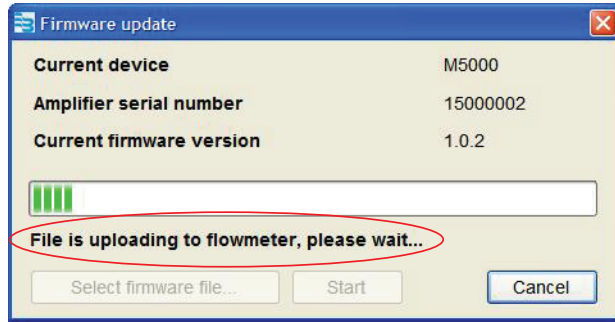 Firmware update
Current device M5000
Amplifier serial number 15000002
Current firmware version 1.0.2
File is uploading to flowmeter, please wait...
Select firmware file... Start Cancel